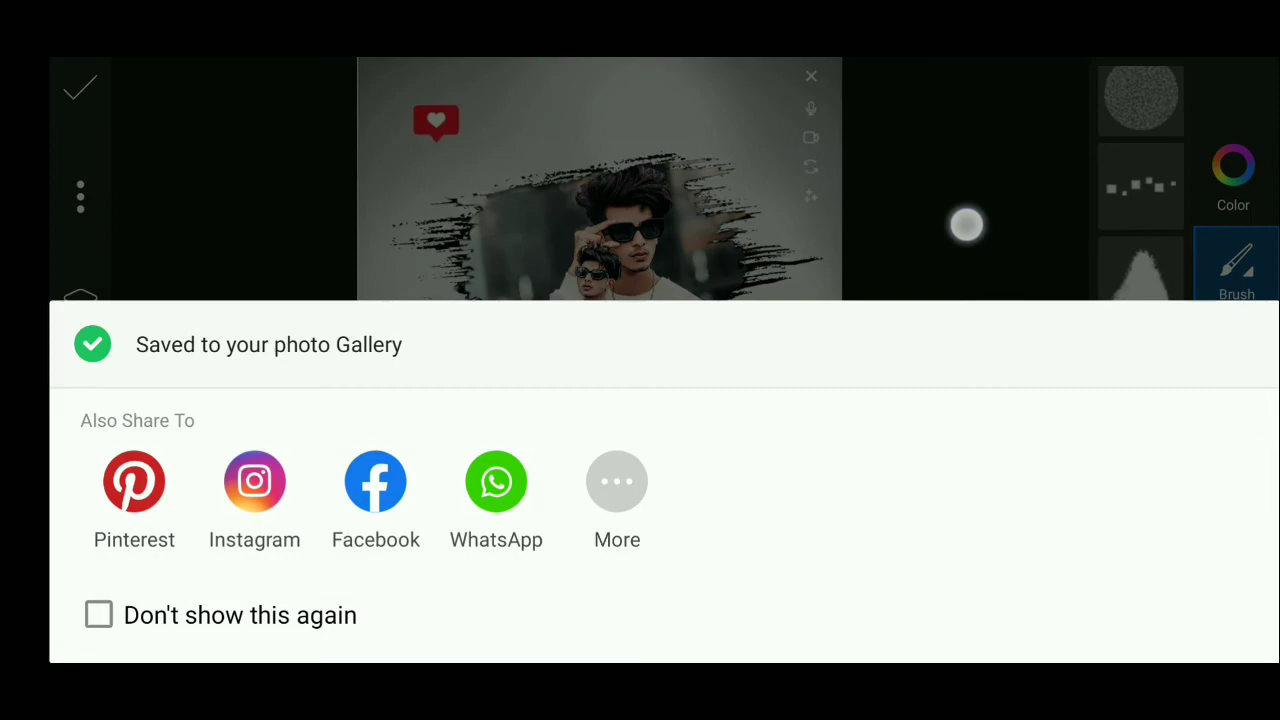 Color
Brush
Saved to your photo Gallery
Also Share To
Pinterest
Instagram
Facebook
WhatsApp
More
Don't show this again